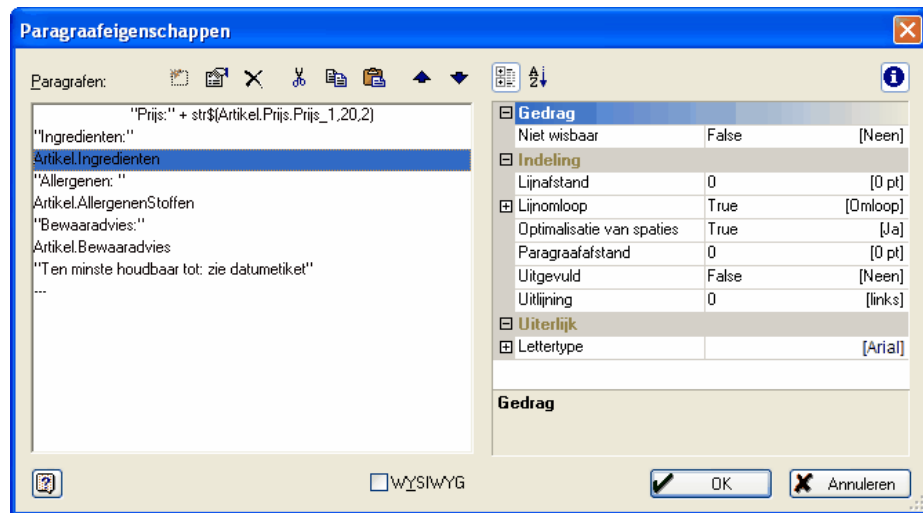 Paragraafeigenschappen
Paragrafen:
"Prijs:" + str$(Artikel.Prijs.Prijs_1,20,2)
"Ingredienten:"
Artikel.Ingredienten
"Allergenen: "
Artikel.AllergenenStoffen
"Bewaaradvies:"
Artikel.Bewaaradvies
"Ten minste houdbaar tot: zie datumetiket"
---
Gedrag
Niet wisbaar False [Neen]
Indeling
Lijnafstand 0 [0 pt]
Lijnomloop True [Omloop]
Optimalisatie van spaties True [Ja]
Paragraafafstand 0 [0 pt]
Uitgevuld False [Neen]
Uitlijning 0 [links]
Uiterlijk
Lettertype [Arial]
Gedrag
WYSIWYG
OK
Annuleren